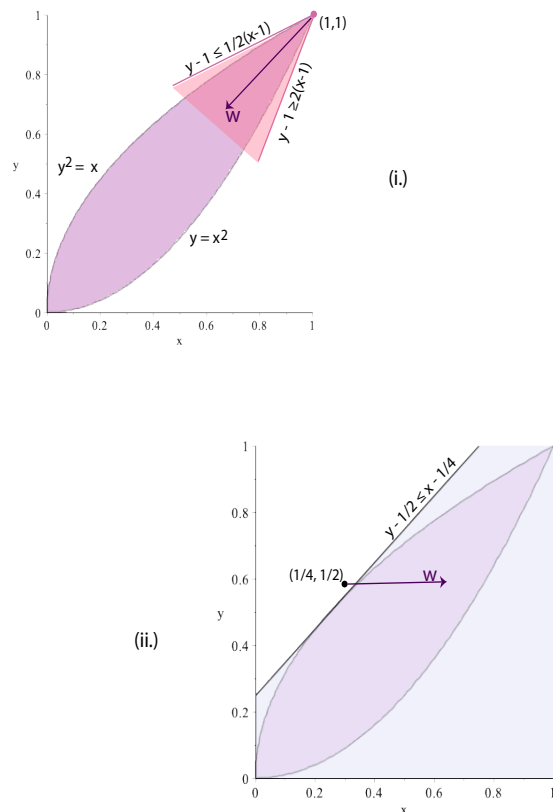 1
(1,1)
y - 1 ≤ 1/2(x-1)
0.8
W
y - 1 ≥ 2(x-1)
0.6
y
y² = x
(i.)
0.4
y = x²
0.2
0
0 0.2 0.4 0.6 0.8 1
x
1
y - 1/2 ≤ x - 1/4
0.8
(1/4, 1/2)
W
0.6
y
(ii.)
0.4
0.2
0
0 0.2 0.4 0.6 0.8 1
x